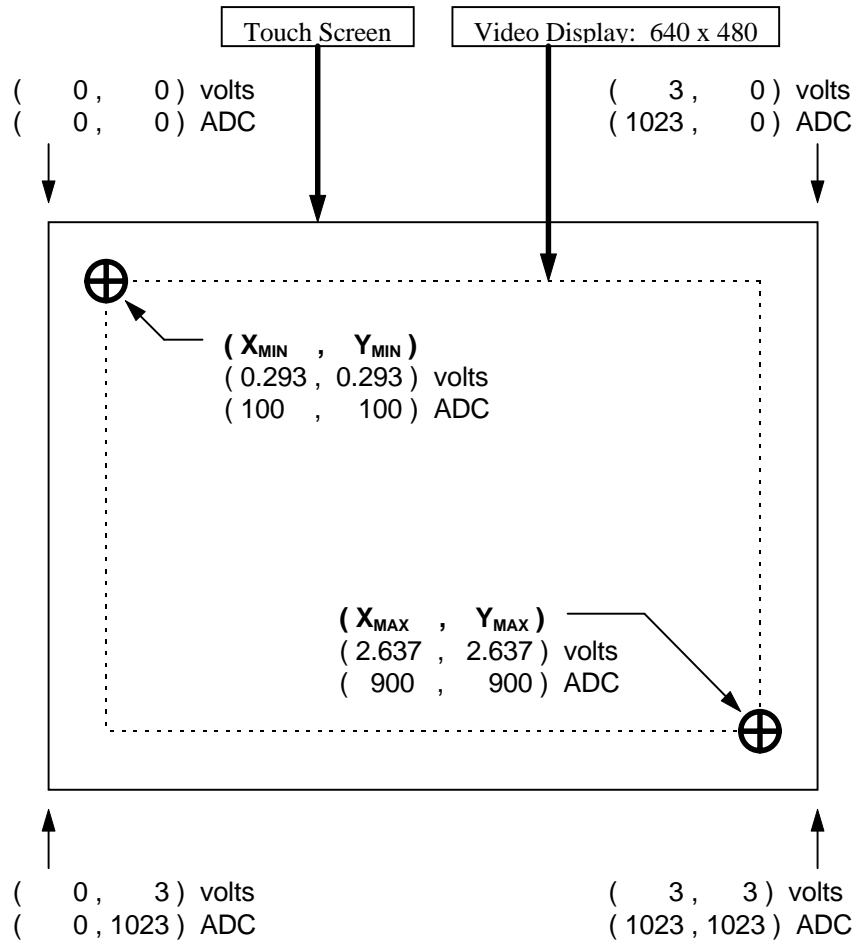 Touch Screen
Video Display: 640 x 480
( 0 , 0 ) volts
( 0 , 0 ) ADC
( 3 , 0 ) volts
( 1023 , 0 ) ADC
( XMIN , YMIN )
( 0.293 , 0.293 ) volts
( 100 , 100 ) ADC
( XMAX , YMAX )
( 2.637 , 2.637 ) volts
( 900 , 900 ) ADC
( 0 , 3 ) volts
( 0 , 1023 ) ADC
( 3 , 3 ) volts
( 1023 , 1023 ) ADC